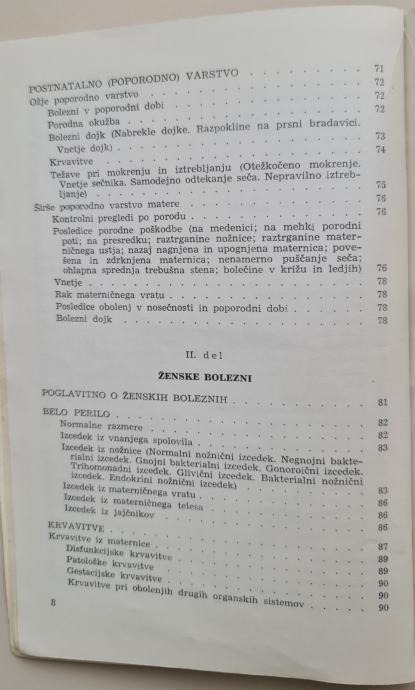 POSTNATALNO (POPORODNO) VARSTVO . . . . . . . . 71
Ožje poporodno varstvo . . . . . . . . . . . . 72
Bolezni v poporodni dobi . . . . . . . . . . . 72
Porodna okužba . . . . . . . . . . . . . . . 72
Bolezni dojk (Nabrekle dojke. Razpokline na prsni bradavici.
Vnetje dojk) . . . . . . . . . . . . . . . . 73
Krvavitve . . . . . . . . . . . . . . . . . 74
Težave pri mokrenju in iztrebljanju (Otežkočeno mokrenje.
Vnetje sečnika. Samodejno odtekanje seča. Nepravilno iztreb-
ljanje) . . . . . . . . . . . . . . . . . . 75
Širše poporodno varstvo matere . . . . . . . . . 76
Kontrolni pregledi po porodu . . . . . . . . . . 76
Posledice porodne poškodbe (na medenici; na mehki porodni
poti; na presredku; raztrganine nožnice; raztrganine mater-
ničnega ustja; nazaj nagnjena in upognjena maternica; pove-
šena in zdrknjena maternica; nenamerno puščanje seča;
ohlapna sprednja trebušna stena; bolečine v križu in ledjih) 76
Vnetje . . . . . . . . . . . . . . . . . . 78
Rak materničnega vratu . . . . . . . . . . . . 78
Posledice obolenj v nosečnosti in poporodni dobi . . . . 78
Bolezni dojk . . . . . . . . . . . . . . . . 78
II. del
ŽENSKE BOLEZNI
POGLAVITNO O ŽENSKIH BOLEZNIH . . . . . . . . 81
BELO PERILO . . . . . . . . . . . . . . . . 82
Normalne razmere . . . . . . . . . . . . . . 82
Izcedek iz vnanjega spolovila . . . . . . . . . . 83
Izcedek iz nožnice (Normalni nožnični izcedek. Negnojni bakte-
rialni izcedek. Gnojni bakterialni izcedek. Gonoroični izcedek.
Trihomonadni izcedek. Glivični izcedek. Bakterialni nožnični
izcedek. Endokrini nožnični izcedek) . . . . . . . . 83
Izcedek iz materničnega vratu . . . . . . . . . . 86
Izcedek iz materničnega telesa . . . . . . . . . . 86
Izcedek iz jajčnikov . . . . . . . . . . . . . 86
KRVAVITVE . . . . . . . . . . . . . . . . . 87
Krvavitve iz maternice . . . . . . . . . . . . 89
Disfunkcijske krvavitve . . . . . . . . . . . . 89
Patološke krvavitve . . . . . . . . . . . . . 90
Gestacijske krvavitve . . . . . . . . . . . . . 90
Krvavitve pri obolenjih drugih organskih sistemov . . . . 90
8